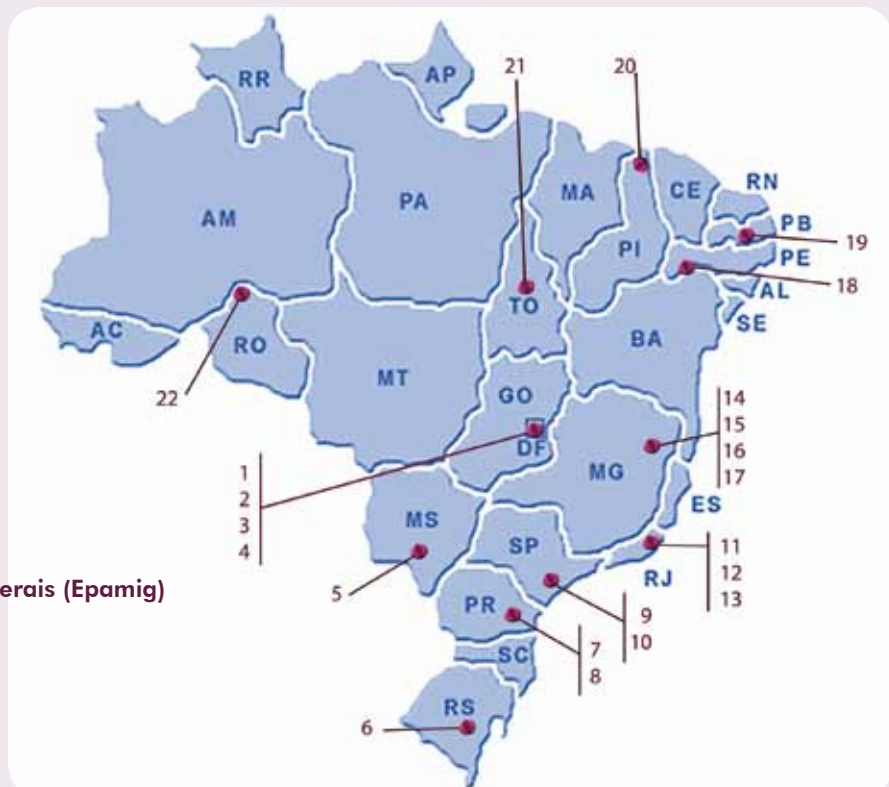 21
20
RR
AP
RN
PA
MA
CE
AM
PB
19
PI
PE
18
TO
AL
AC
SE
RO
BA
22
MT
GO
14
15
16
17
DF
1
2
3
4
MG
ES
MS
SP
11
12
13
RJ
5
erais (Epamig)
PR
9
10
7
8
SC
RS
6